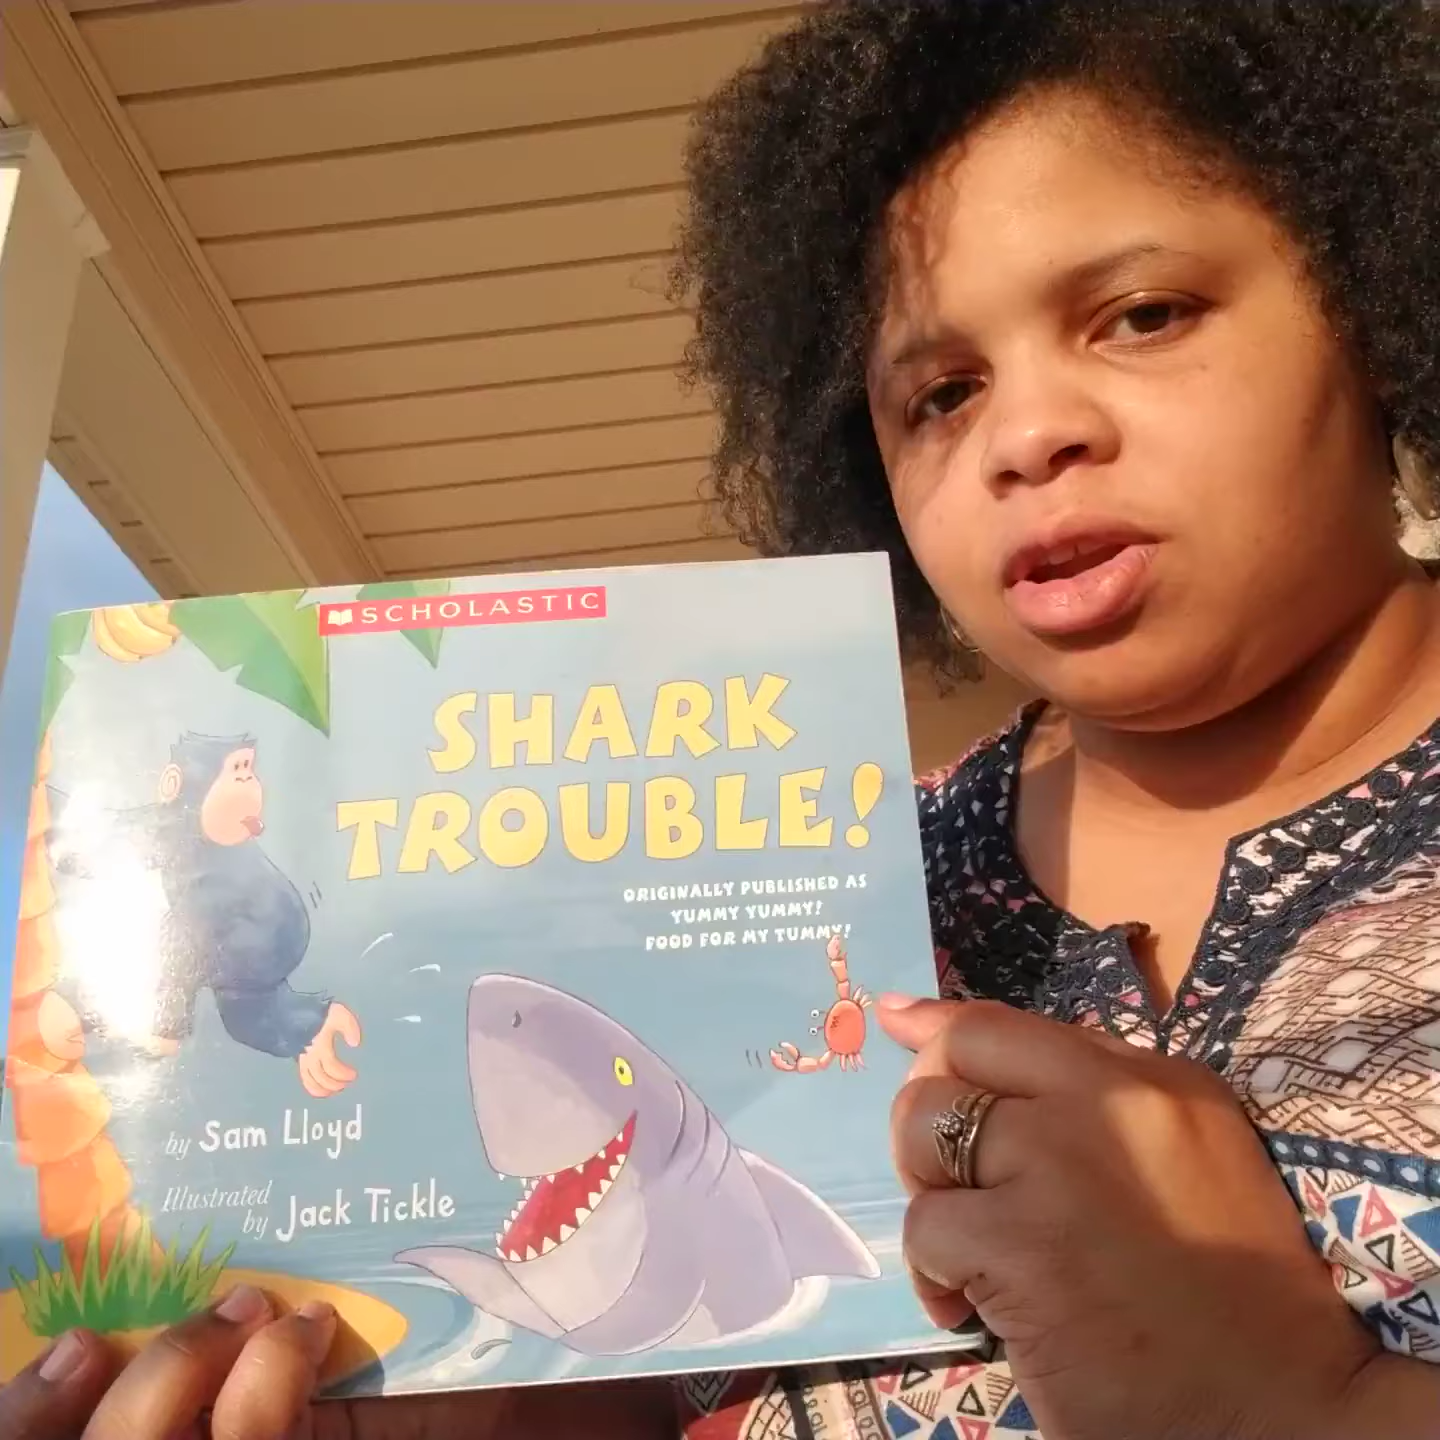 SCHOLASTIC
SHARK
TROUBLE!
ORIGINALLY PUBLISHED AS
YUMMY YUMMY!
FOOD FOR MY TUMMY!
by Sam Lloyd
Illustrated
by Jack Tickle